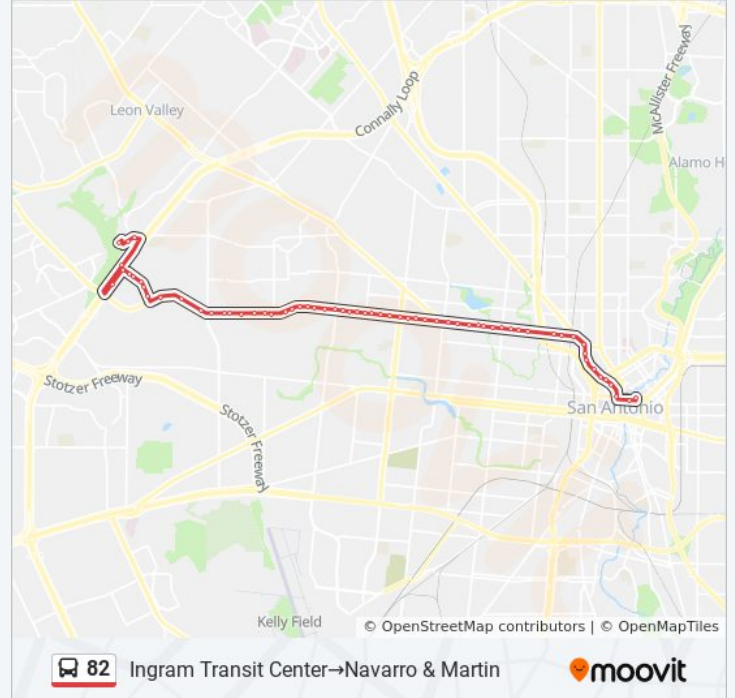 McAllister Freeway
Connally Loop
Leon Valley
Alamo H
Stotzer Freeway
San Antonio
Stotzer Freeway
Kelly Field
© OpenStreetMap contributors | © OpenMapTiles
82 Ingram Transit Center→Navarro & Martin
moovit